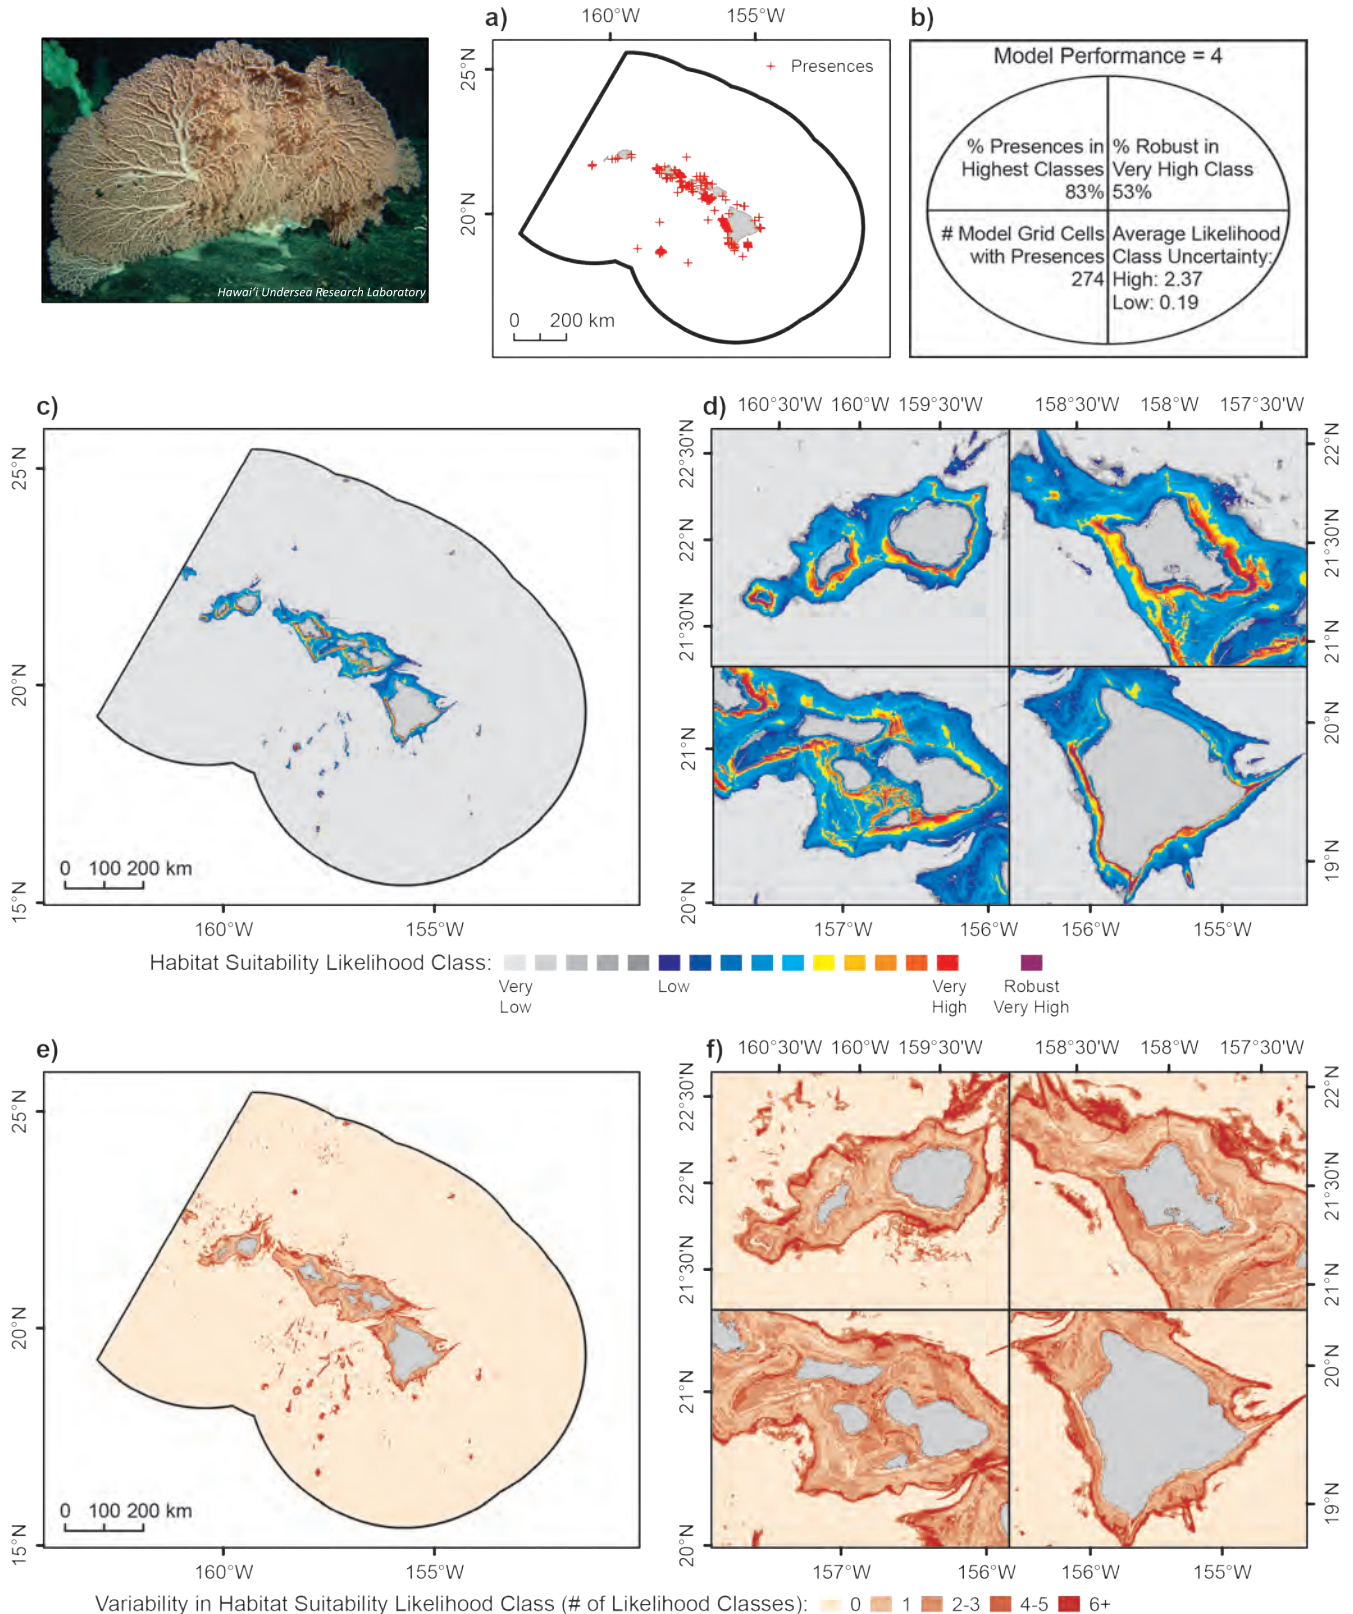 Hawai'i Undersea Research Laboratory
a)
160°W 155°W
25°N
20°N
+ Presences
0 200 km
b)
Model Performance = 4
% Presences in
Highest Classes
83%
% Robust in
Very High Class
53%
# Model Grid Cells
with Presences
274
Average Likelihood
Class Uncertainty:
High: 2.37
Low: 0.19
c)
25°N
20°N
15°N
0 100 200 km
160°W 155°W
d)
160°30'W 160°W 159°30'W 158°30'W 158°W 157°30'W
22°30'N
22°N
21°30'N
22°N
21°30'N
21°N
21°N
20°N
20°N
19°N
157°W 156°W 156°W 155°W
Habitat Suitability Likelihood Class:
Very
Low
Low
Very
High
Robust
Very High
e)
25°N
20°N
15°N
0 100 200 km
160°W 155°W
f)
160°30'W 160°W 159°30'W 158°30'W 158°W 157°30'W
22°30'N
22°N
21°30'N
22°N
21°30'N
21°N
21°N
20°N
20°N
19°N
157°W 156°W 156°W 155°W
Variability in Habitat Suitability Likelihood Class (# of Likelihood Classes): 0 1 2-3 4-5 6+